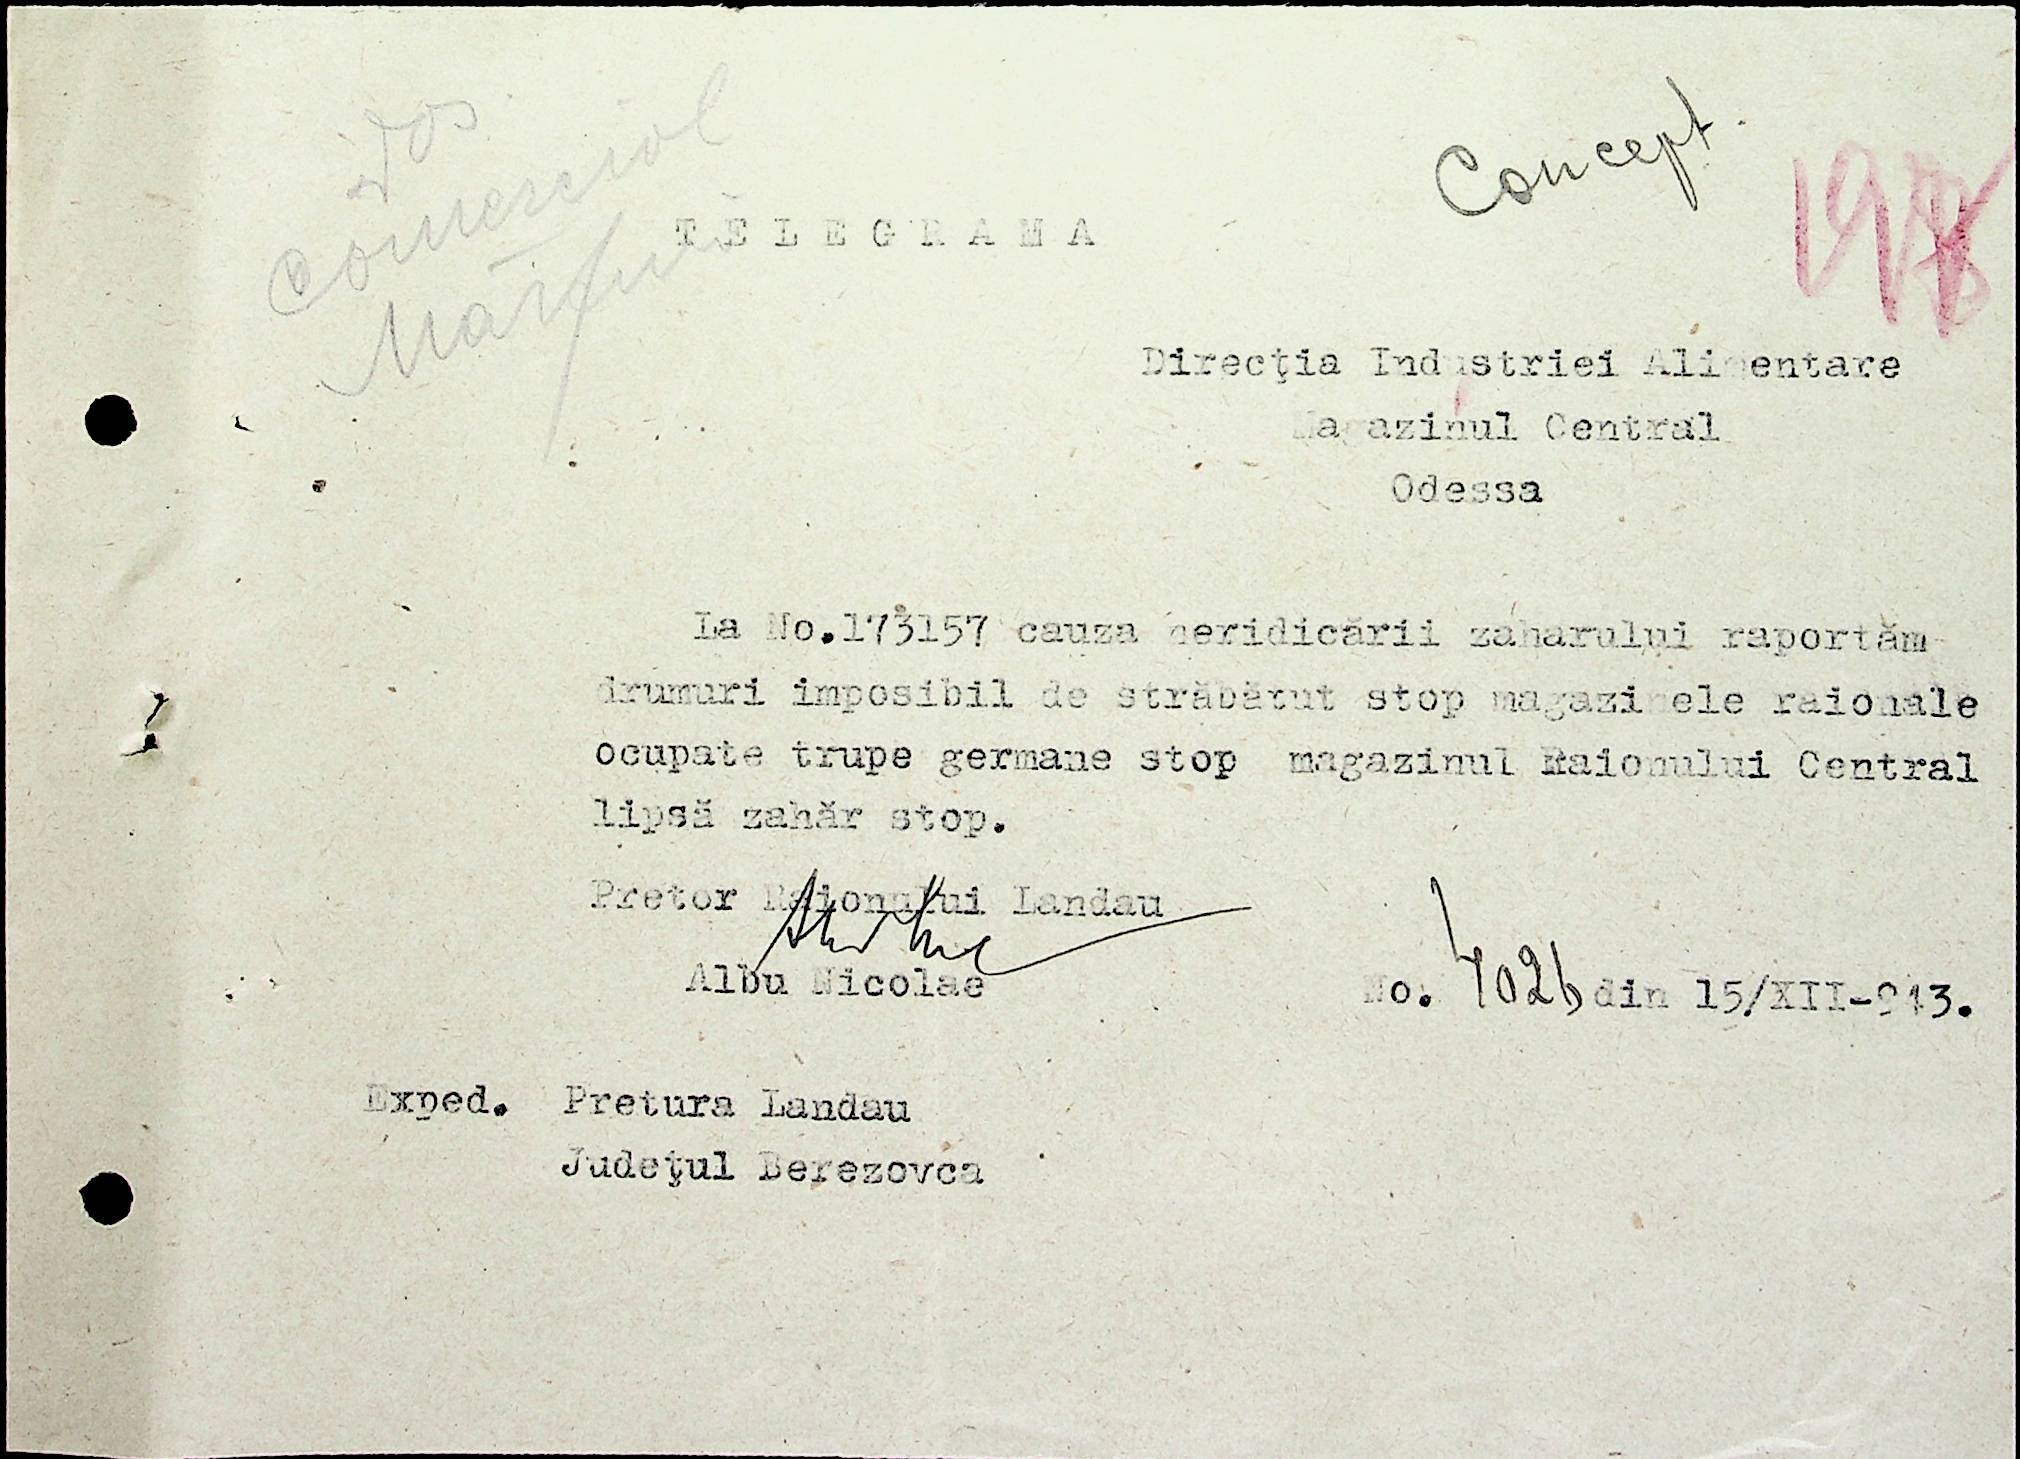 Dos.
Comercial
Mărfuri
Concept.
TELEGRAMA
Direcţia Industriei Alimentare
Magazinul Central
Odessa
La No.173157 cauza neridicării zaharului raportăm
drumuri imposibil de străbătut stop magazinele raionale
ocupate trupe germane stop magazinul Raionului Central
lipsă zahăr stop.
Pretor Raionului Landau
Albu Nicolae
No. 4026 din 15/XII-943.
Exped. Pretura Landau
Judeţul Berezovca